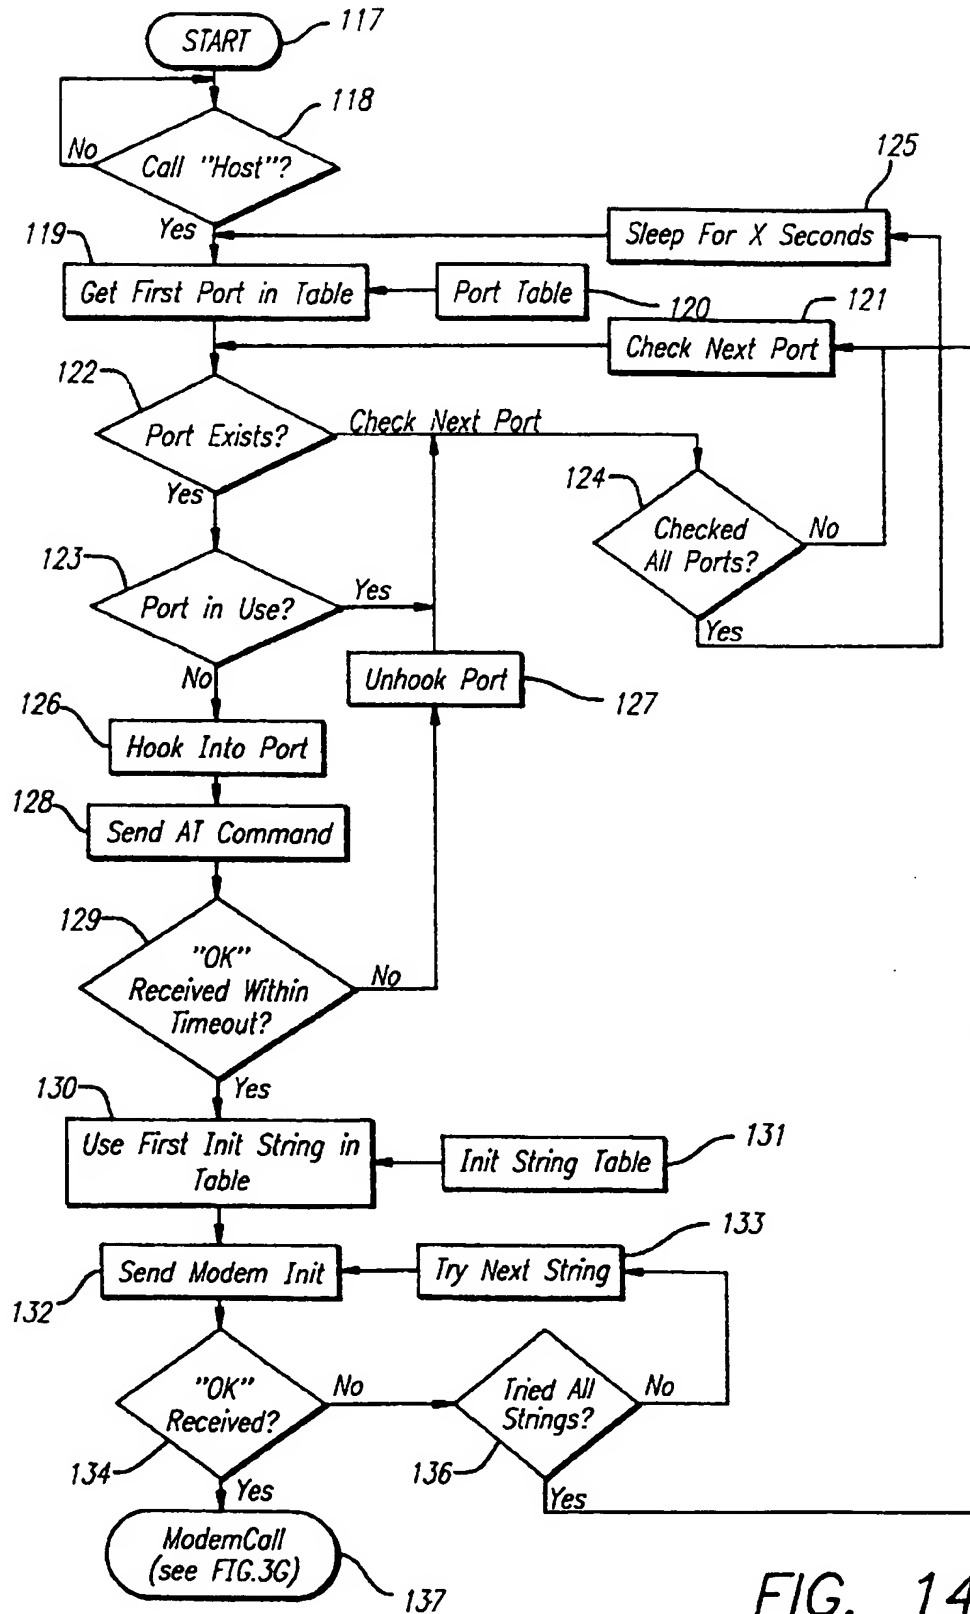 START
117
118
Call "Host"?
No
Yes
125
Sleep For X Seconds
119
Get First Port in Table
Port Table
120
121
Check Next Port
122
Port Exists?
Check Next Port
Yes
124
Checked
All Ports?
No
Yes
123
Port in Use?
Yes
No
Unhook Port
127
126
Hook Into Port
128
Send AT Command
129
"OK"
Received Within
Timeout?
No
Yes
130
Use First Init String in
Table
Init String Table
131
133
Send Modem Init
Try Next String
132
"OK"
Received?
No
Tried All
Strings?
No
134
136
Yes
Yes
ModemCall
(see FIG.3G)
137
FIG. 14